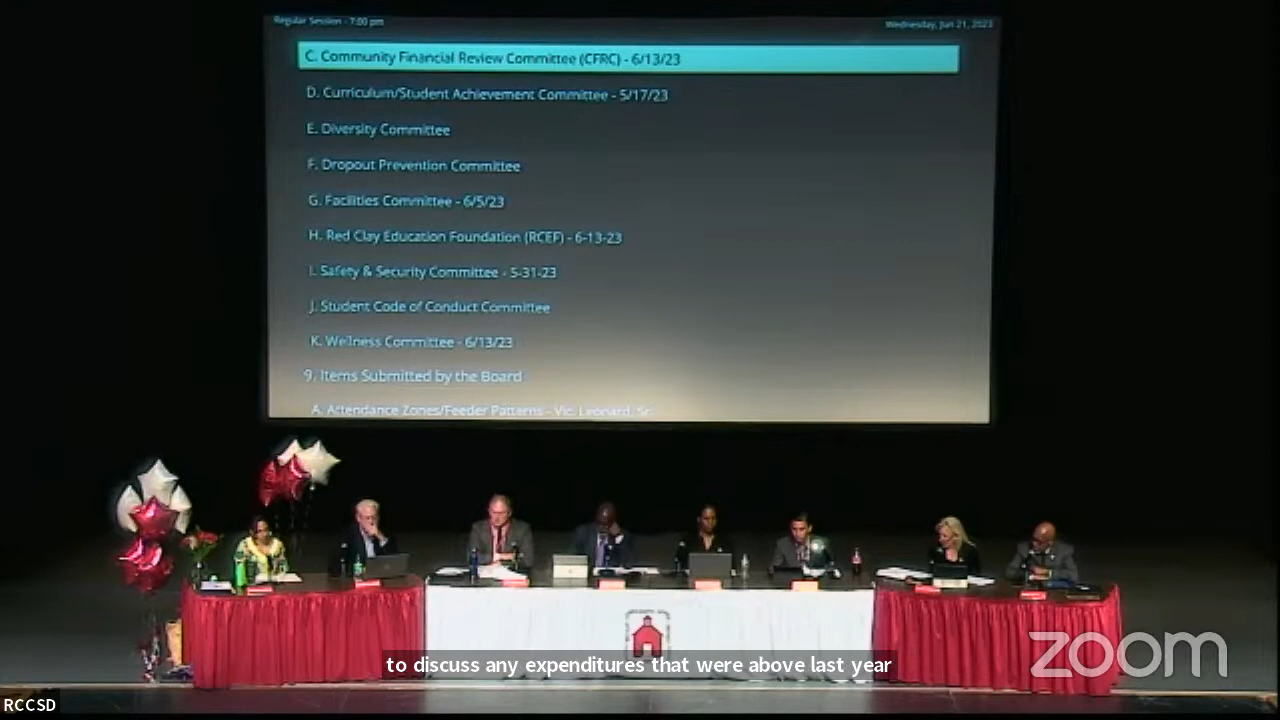 Regular Session - 7:00 pm
Wednesday, Jun 21, 2023
C. Community Financial Review Committee (CFRC) - 6/13/23
D. Curriculum/Student Achievement Committee - 5/17/23
E. Diversity Committee
F. Dropout Prevention Committee
G. Facilities Committee - 6/5/23
H. Red Clay Education Foundation (RCEF) - 6-13-23
I. Safety & Security Committee - 5-31-23
J. Student Code of Conduct Committee
K. Wellness Committee - 6/13/23
9. Items Submitted by the Board
A. Attendance Zones/Feeder Patterns - Vic. Leonard, Sr.
to discuss any expenditures that were above last year
zoom
RCCSD